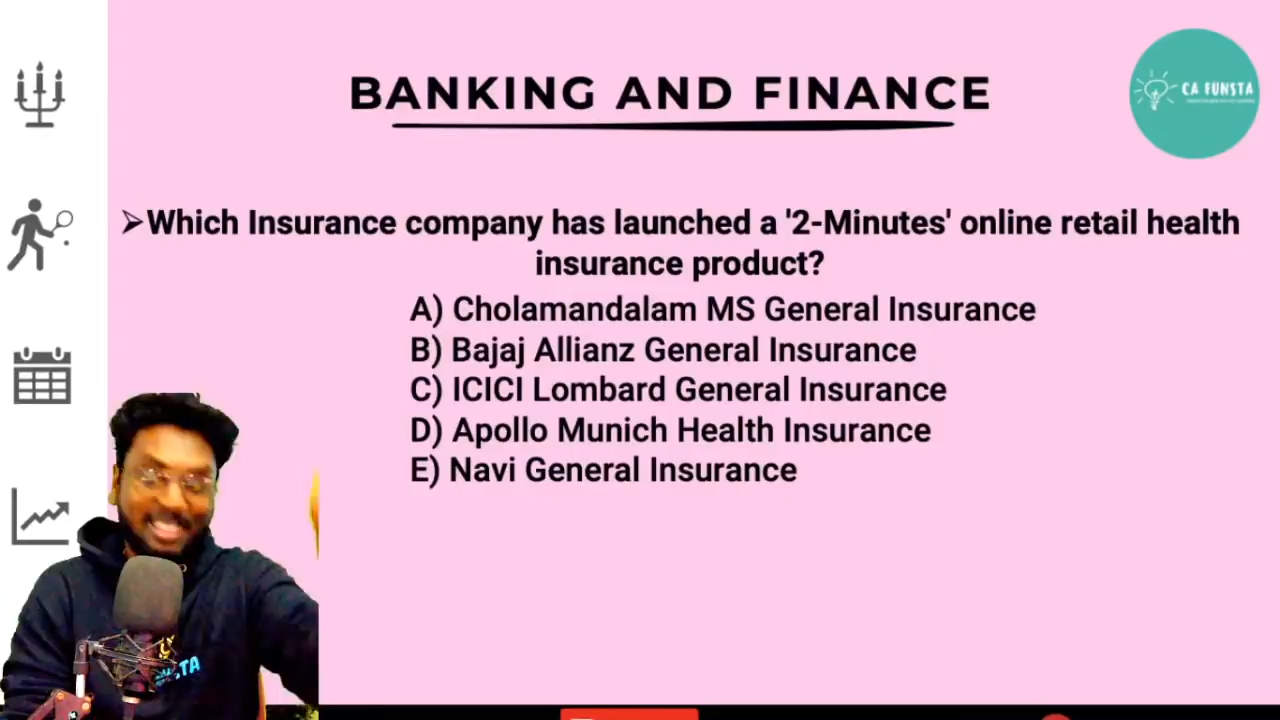 BANKING AND FINANCE
CA FUNSTA
➢Which Insurance company has launched a '2-Minutes' online retail health
insurance product?
A) Cholamandalam MS General Insurance
B) Bajaj Allianz General Insurance
C) ICICI Lombard General Insurance
D) Apollo Munich Health Insurance
E) Navi General Insurance
STA